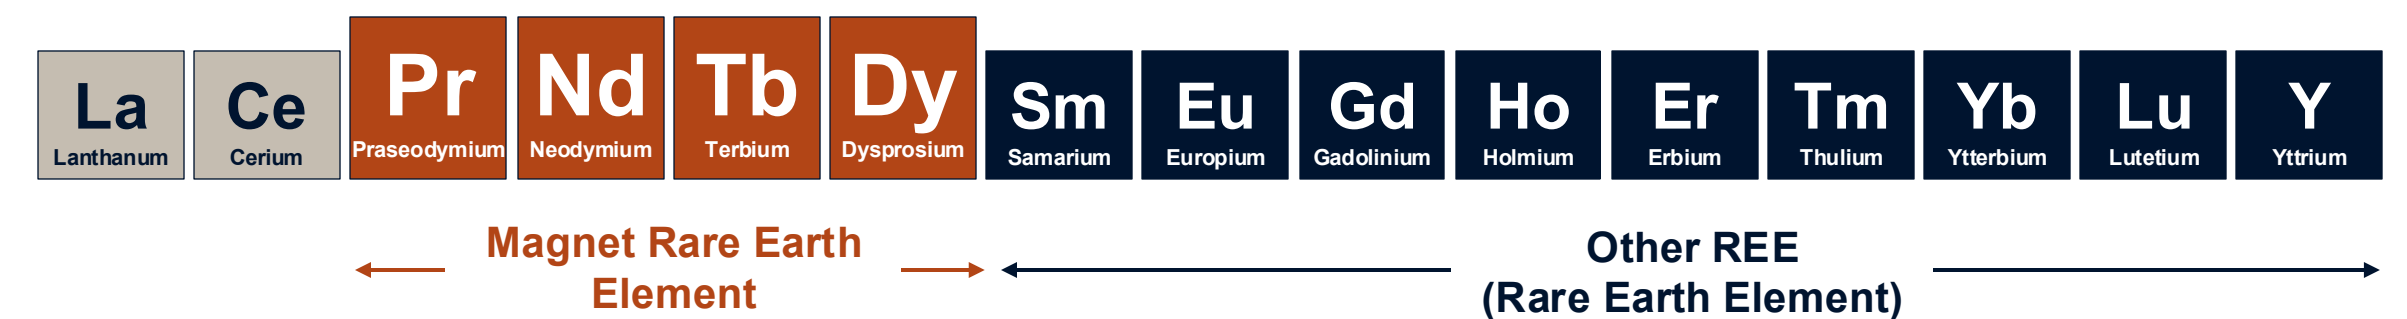 La
Lanthanum
Ce
Cerium
Pr
Praseodymium
Nd
Neodymium
Tb
Terbium
Dy
Dysprosium
Sm
Samarium
Eu
Europium
Gd
Gadolinium
Ho
Holmium
Er
Erbium
Tm
Thulium
Yb
Ytterbium
Lu
Lutetium
Y
Yttrium
Magnet Rare Earth
Element
Other REE
(Rare Earth Element)